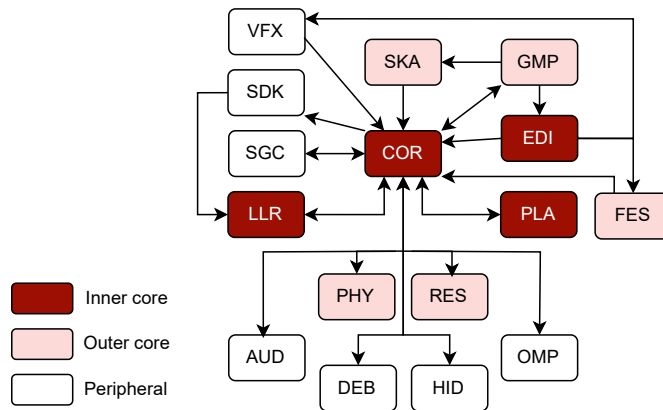 VFX
SKA
GMP
SDK
EDI
SGC
COR
LLR
PLA
FES
PHY
RES
Inner core
Outer core
AUD
OMP
DEB
HID
Peripheral